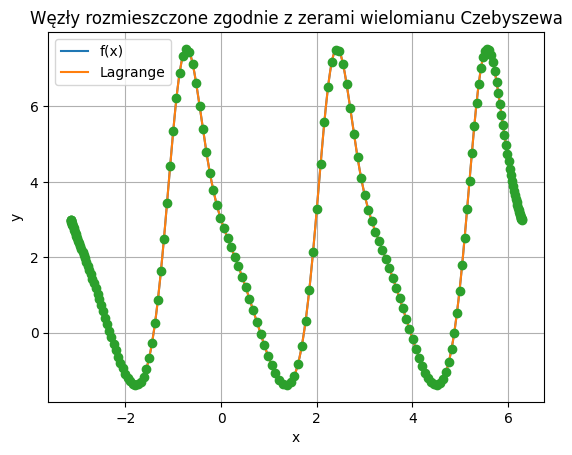 Węzły rozmieszczone zgodnie z zerami wielomianu Czebyszewa
f(x)
Lagrange
6
4
2
0
y
−2
0
2
4
6
x